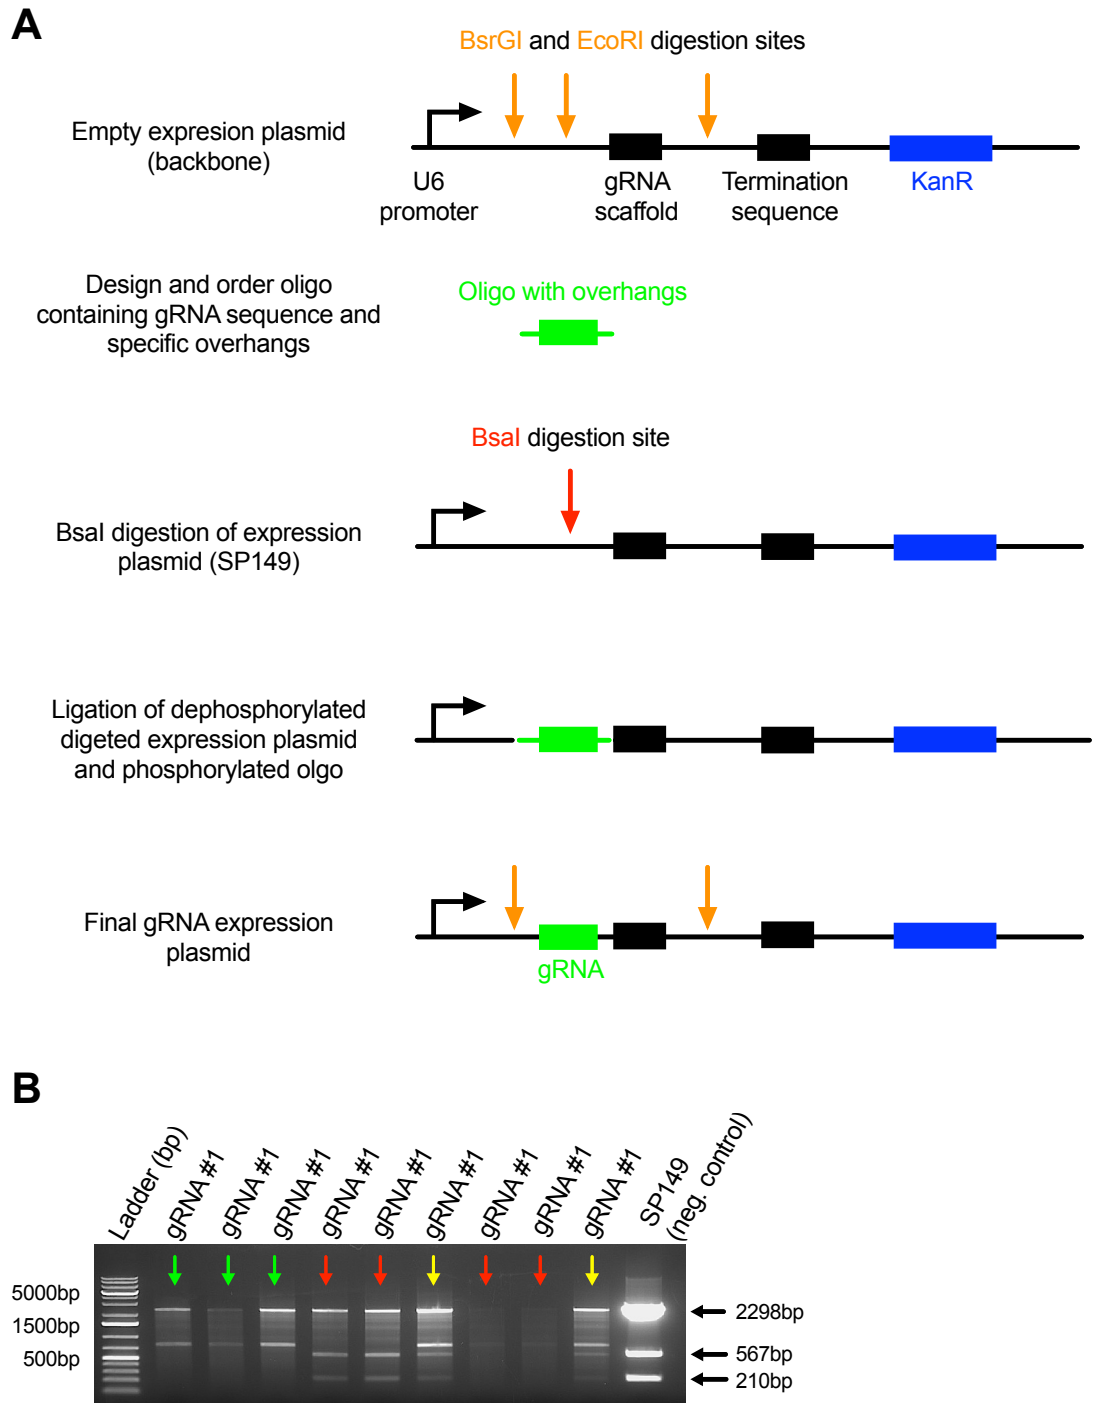 A
BsrGI and EcoRI digestion sites
Empty expresion plasmid
(backbone)
U6
promoter
gRNA
scaffold
Termination
sequence
KanR
Design and order oligo
containing gRNA sequence and
specific overhangs
Oligo with overhangs
BsaI digestion site
BsaI digestion of expression
plasmid (SP149)
Ligation of dephosphorylated
digeted expression plasmid
and phosphorylated olgo
Final gRNA expression
plasmid
gRNA
B
Ladder (bp)
gRNA #1
gRNA #1
gRNA #1
gRNA #1
gRNA #1
gRNA #1
gRNA #1
gRNA #1
gRNA #1
SP149
(neg. control)
5000bp
1500bp
500bp
2298bp
567bp
210bp